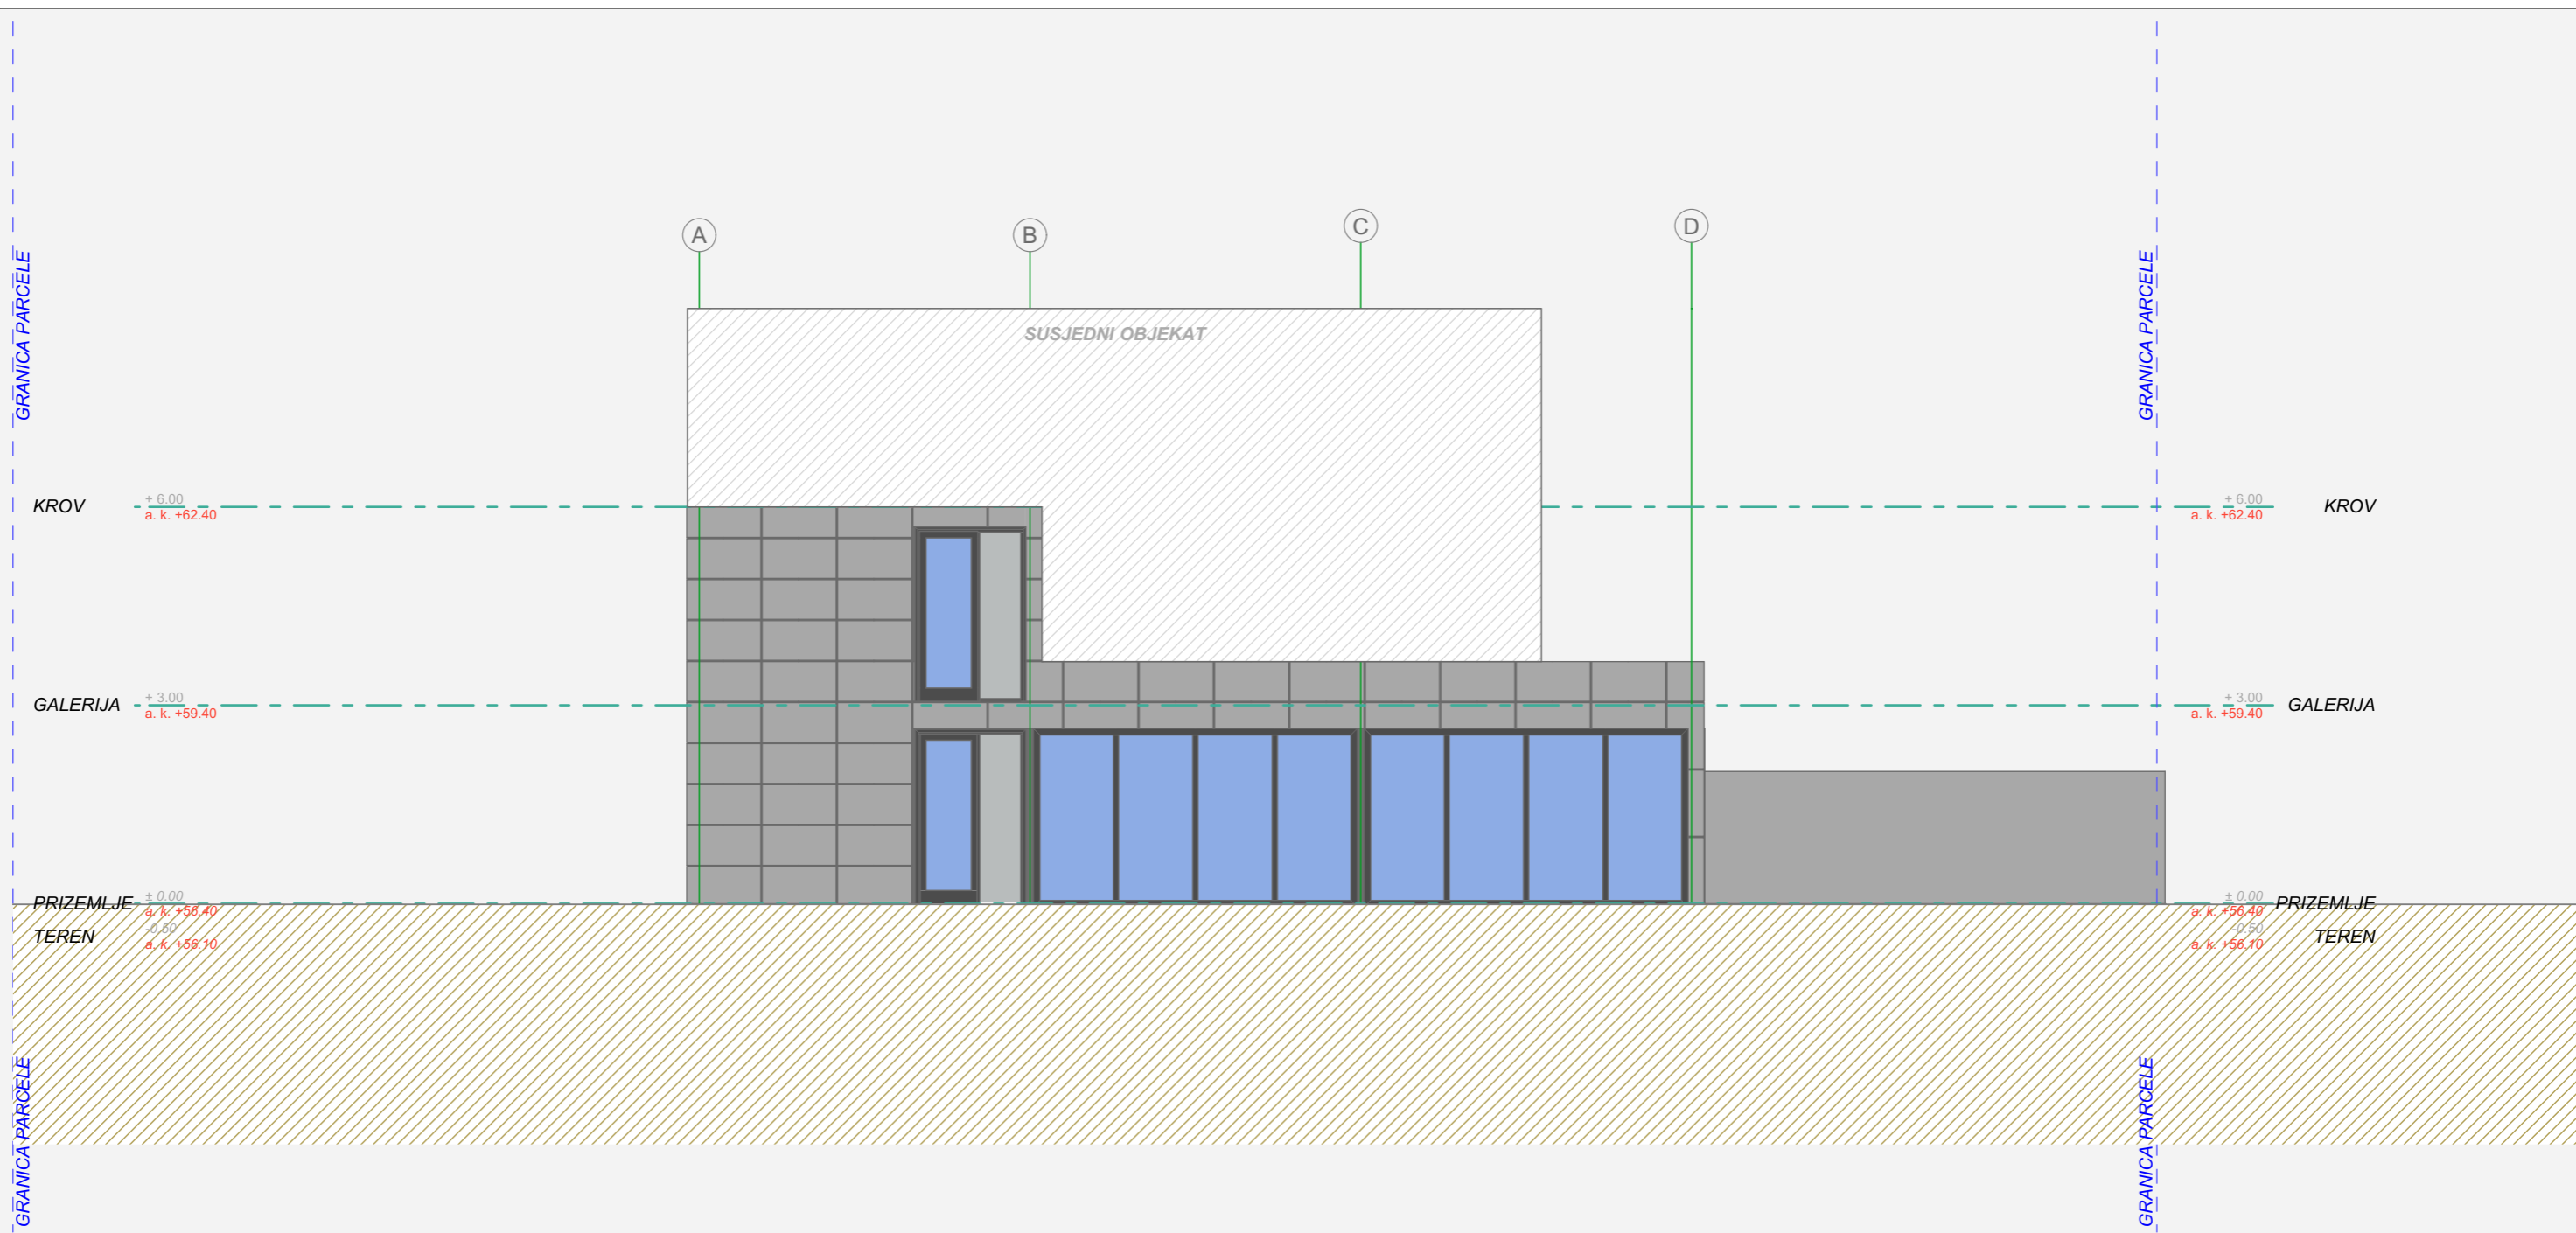 A
B
C
D
GRANICA PARCELE
GRANICA PARCELE
SUSJEDNI OBJEKAT
KROV
+ 6.00
a. k. +62.40
+ 6.00
a. k. +62.40
KROV
GALERIJA
+ 3.00
a. k. +59.40
+ 3.00
a. k. +59.40
GALERIJA
PRIZEMLJE
± 0.00
a. k. +56.40
± 0.00
a. k. +56.40
PRIZEMLJE
TEREN
-0.50
a. k. +56.10
-0.50
a. k. +56.10
TEREN
GRANICA PARCELE
GRANICA PARCELE